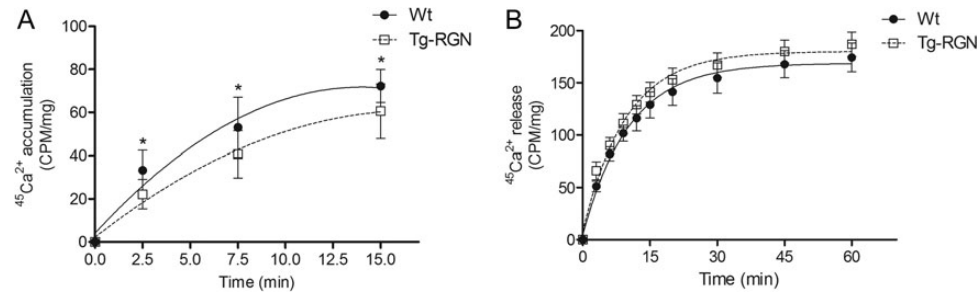 A
Wt
Tg-RGN
⁴⁵Ca²⁺ accumulation
(CPM/mg)
100
80
60
40
20
0
*
*
*
0.0 2.5 5.0 7.5 10.0 12.5 15.0
Time (min)
B
Wt
Tg-RGN
⁴⁵Ca²⁺ release
(CPM/mg)
200
150
100
50
0
0 15 30 45 60
Time (min)